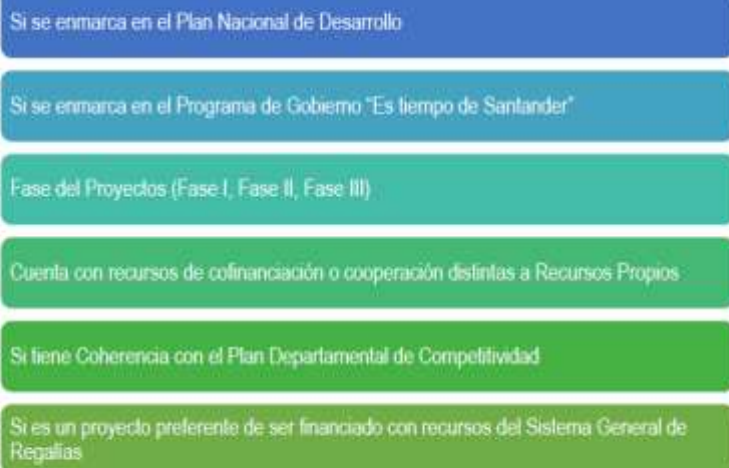 Si se enmarca en el Plan Nacional de Desarrollo
Si se enmarca en el Programa de Gobierno "Es tiempo de Santander"
Fase del Proyectos (Fase I, Fase II, Fase III)
Cuenta con recursos de cofinanciación o cooperación distintas a Recursos Propios
Si tiene Coherencia con el Plan Departamental de Competitividad
Si es un proyecto preferente de ser financiado con recursos del Sistema General de
Regalías